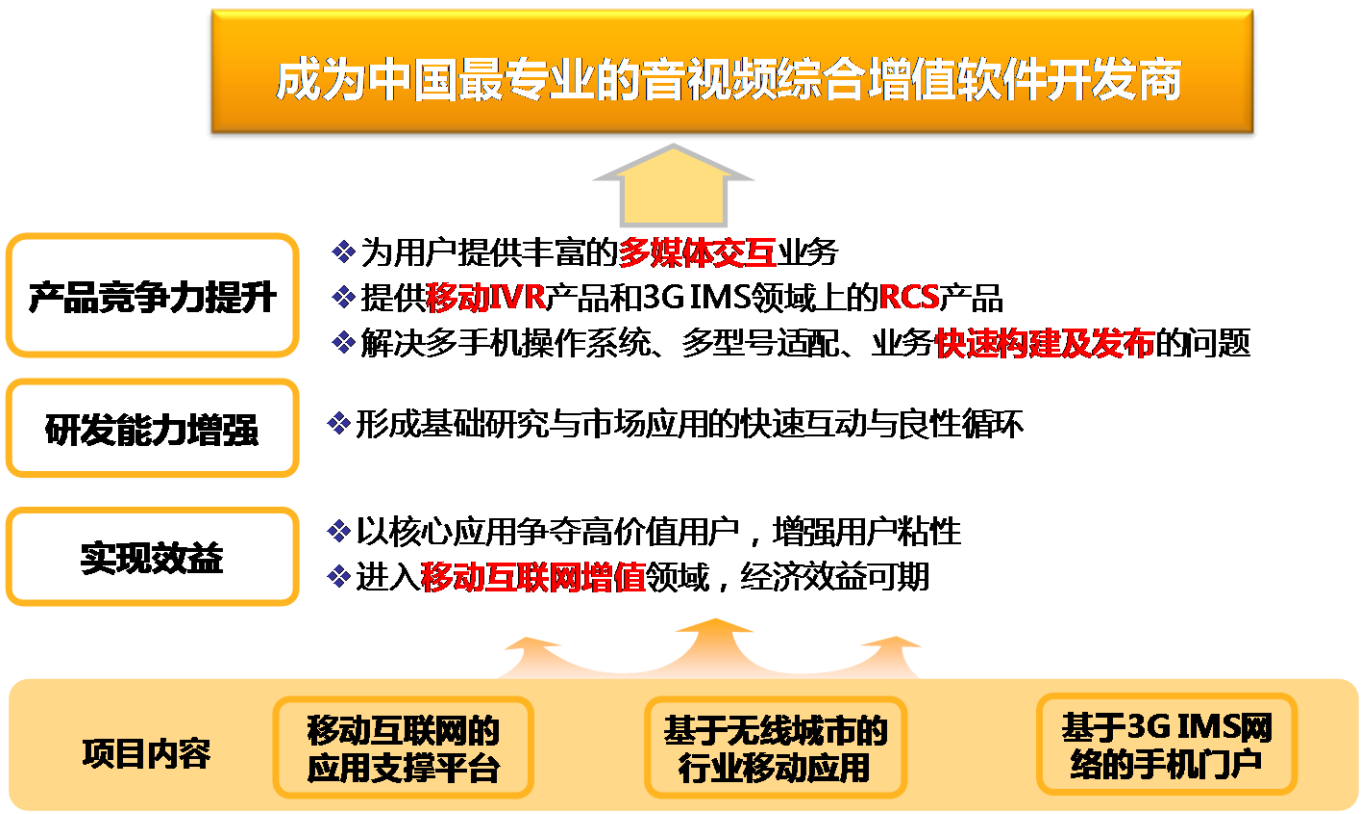 成为中国最专业的音视频综合增值软件开发商
产品竞争力提升
❖为用户提供丰富的多媒体交互业务
❖提供移动IVR产品和3G IMS领域上的RCS产品
❖解决多手机操作系统、多型号适配、业务快速构建及发布的问题
研发能力增强
❖形成基础研究与市场应用的快速互动与良性循环
实现效益
❖以核心应用争夺高价值用户，增强用户粘性
❖进入移动互联网增值领域，经济效益可期
项目内容
移动互联网的
应用支撑平台
基于无线城市的
行业移动应用
基于3G IMS网
络的手机门户